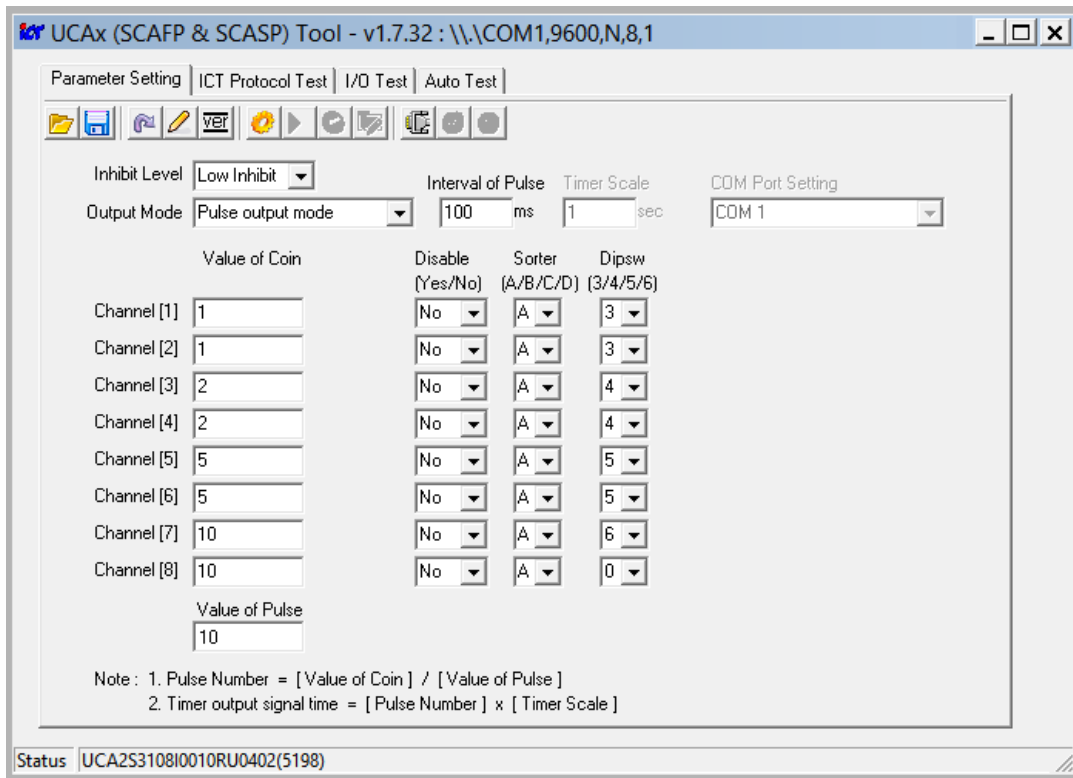 ict UCAx (SCAFP & SCASP) Tool - v1.7.32 : \\.\COM1,9600,N,8,1
Parameter Setting ICT Protocol Test I/O Test Auto Test
ver
Inhibit Level Low Inhibit Interval of Pulse Timer Scale COM Port Setting
Output Mode Pulse output mode 100 ms 1 sec COM 1
Value of Coin Disable Sorter Dipsw
(Yes/No) (A/B/C/D) (3/4/5/6)
Channel [1] 1 No A 3
Channel [2] 1 No A 3
Channel [3] 2 No A 4
Channel [4] 2 No A 4
Channel [5] 5 No A 5
Channel [6] 5 No A 5
Channel [7] 10 No A 6
Channel [8] 10 No A 0
Value of Pulse
10
Note : 1. Pulse Number = [ Value of Coin ] / [ Value of Pulse ]
2. Timer output signal time = [ Pulse Number ] x [ Timer Scale ]
Status UCA2S3108I0010RU0402(5198)